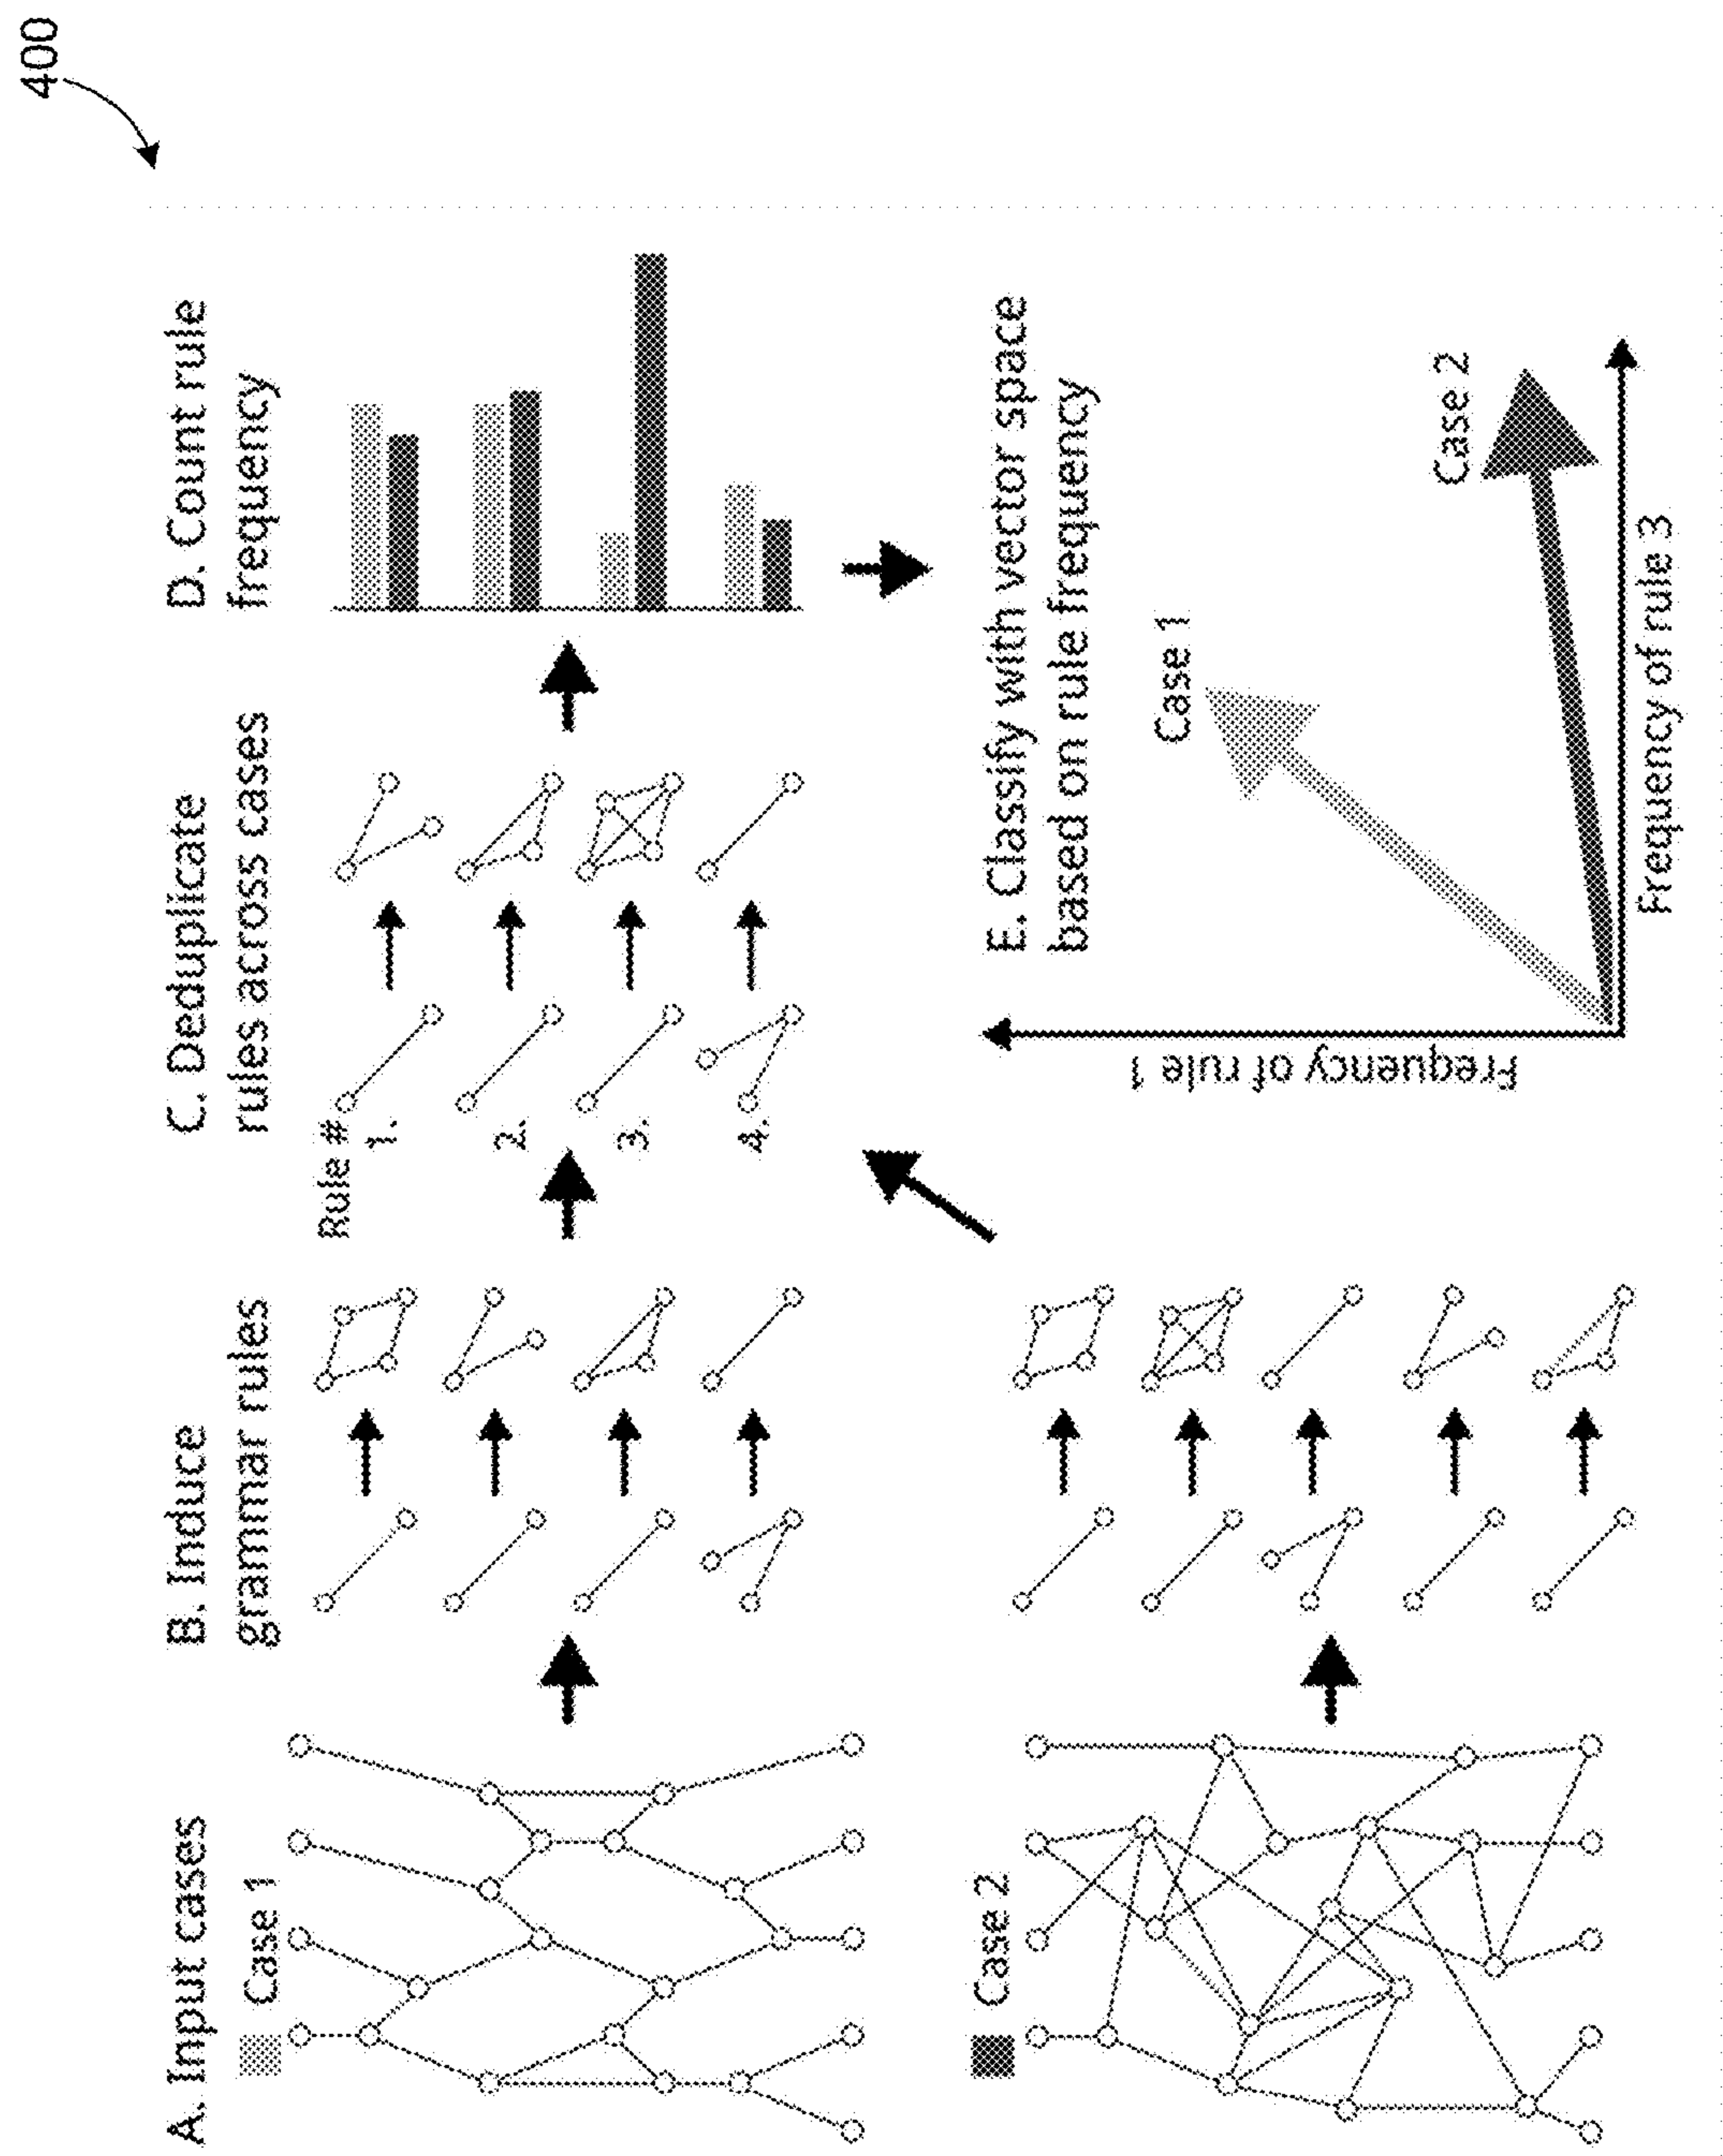 400
A. Input cases
Case 1
Case 2
B. Induce
grammar rules
C. Deduplicate
rules across cases
Rule #
1.
2.
3.
4.
D. Count rule
frequency
E. Classify with vector space
based on rule frequency
Case 1
Case 2
Frequency of rule 1
Frequency of rule 3